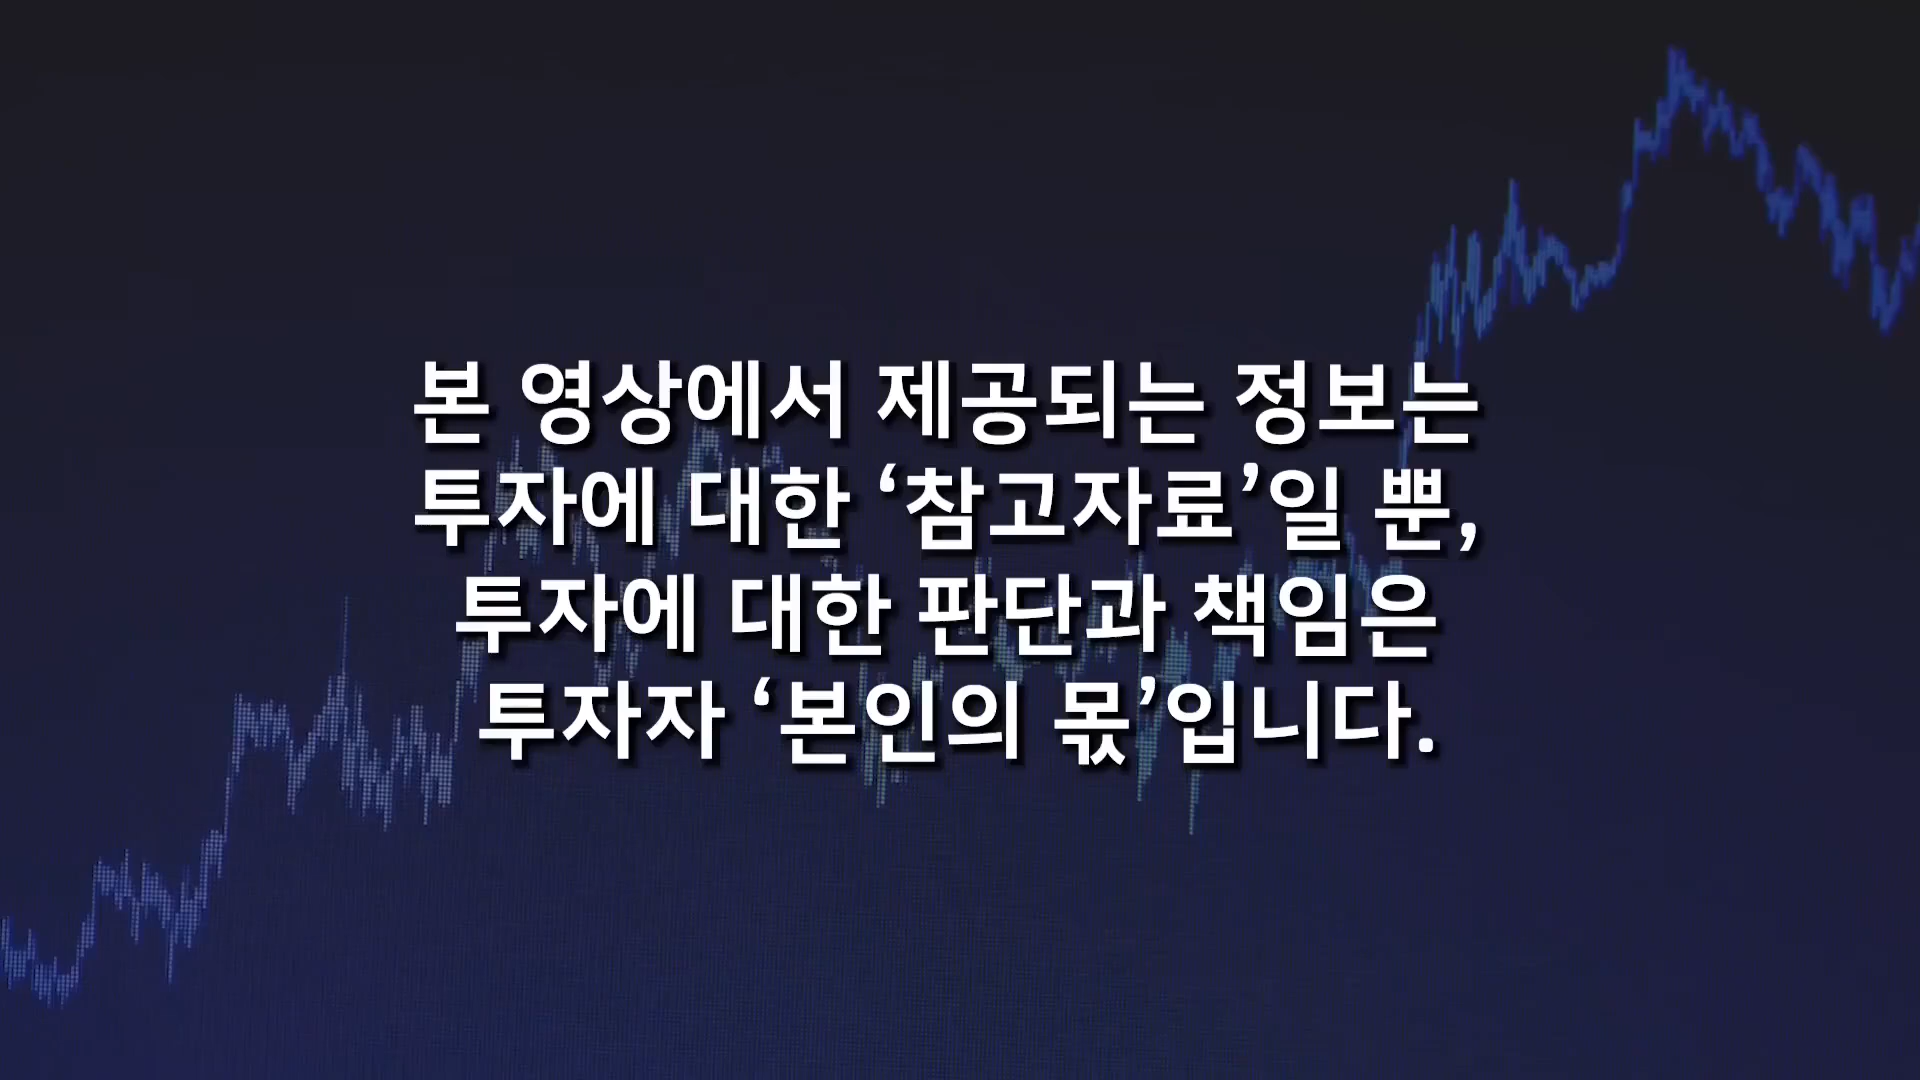 본 영상에서 제공되는 정보는
투자에 대한 ‘참고자료’일 뿐,
투자에 대한 판단과 책임은
투자자 ‘본인의 몫’입니다.